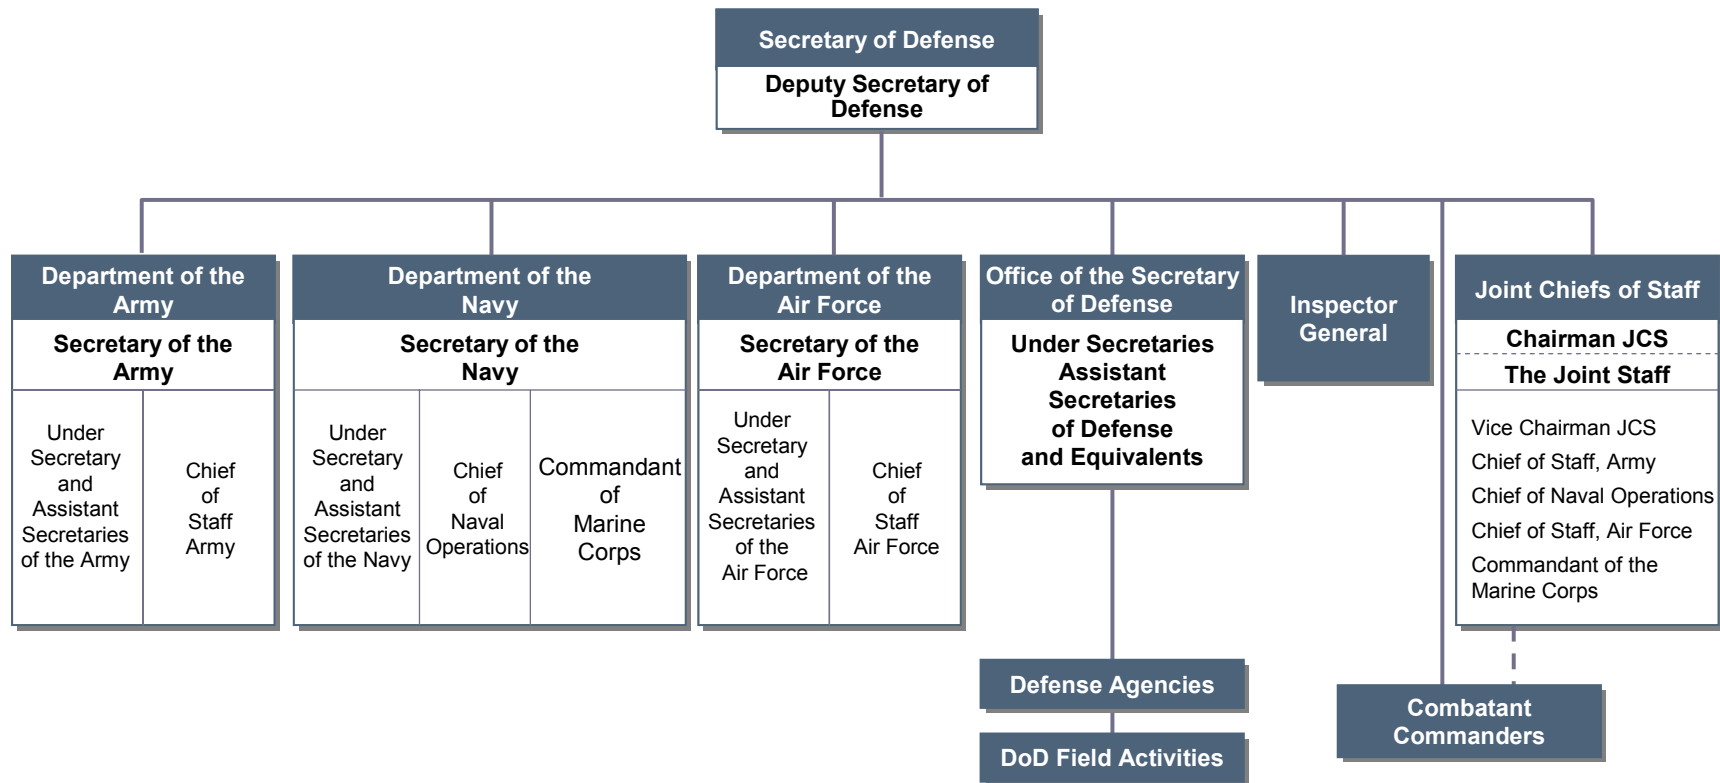 Secretary of Defense
Deputy Secretary of
Defense
Department of the
Army
Secretary of the
Army
Under
Secretary
and
Assistant
Secretaries
of the Army
Chief
of
Staff
Army
Department of the
Navy
Secretary of the
Navy
Under
Secretary
and
Assistant
Secretaries
of the Navy
Chief
of
Naval
Operations
Commandant
of
Marine
Corps
Department of the
Air Force
Secretary of the
Air Force
Under
Secretary
and
Assistant
Secretaries
of the
Air Force
Chief
of
Staff
Air Force
Office of the Secretary
of Defense
Under Secretaries
Assistant
Secretaries
of Defense
and Equivalents
Defense Agencies
DoD Field Activities
Inspector
General
Joint Chiefs of Staff
Chairman JCS
The Joint Staff
Vice Chairman JCS
Chief of Staff, Army
Chief of Naval Operations
Chief of Staff, Air Force
Commandant of the
Marine Corps
Combatant
Commanders